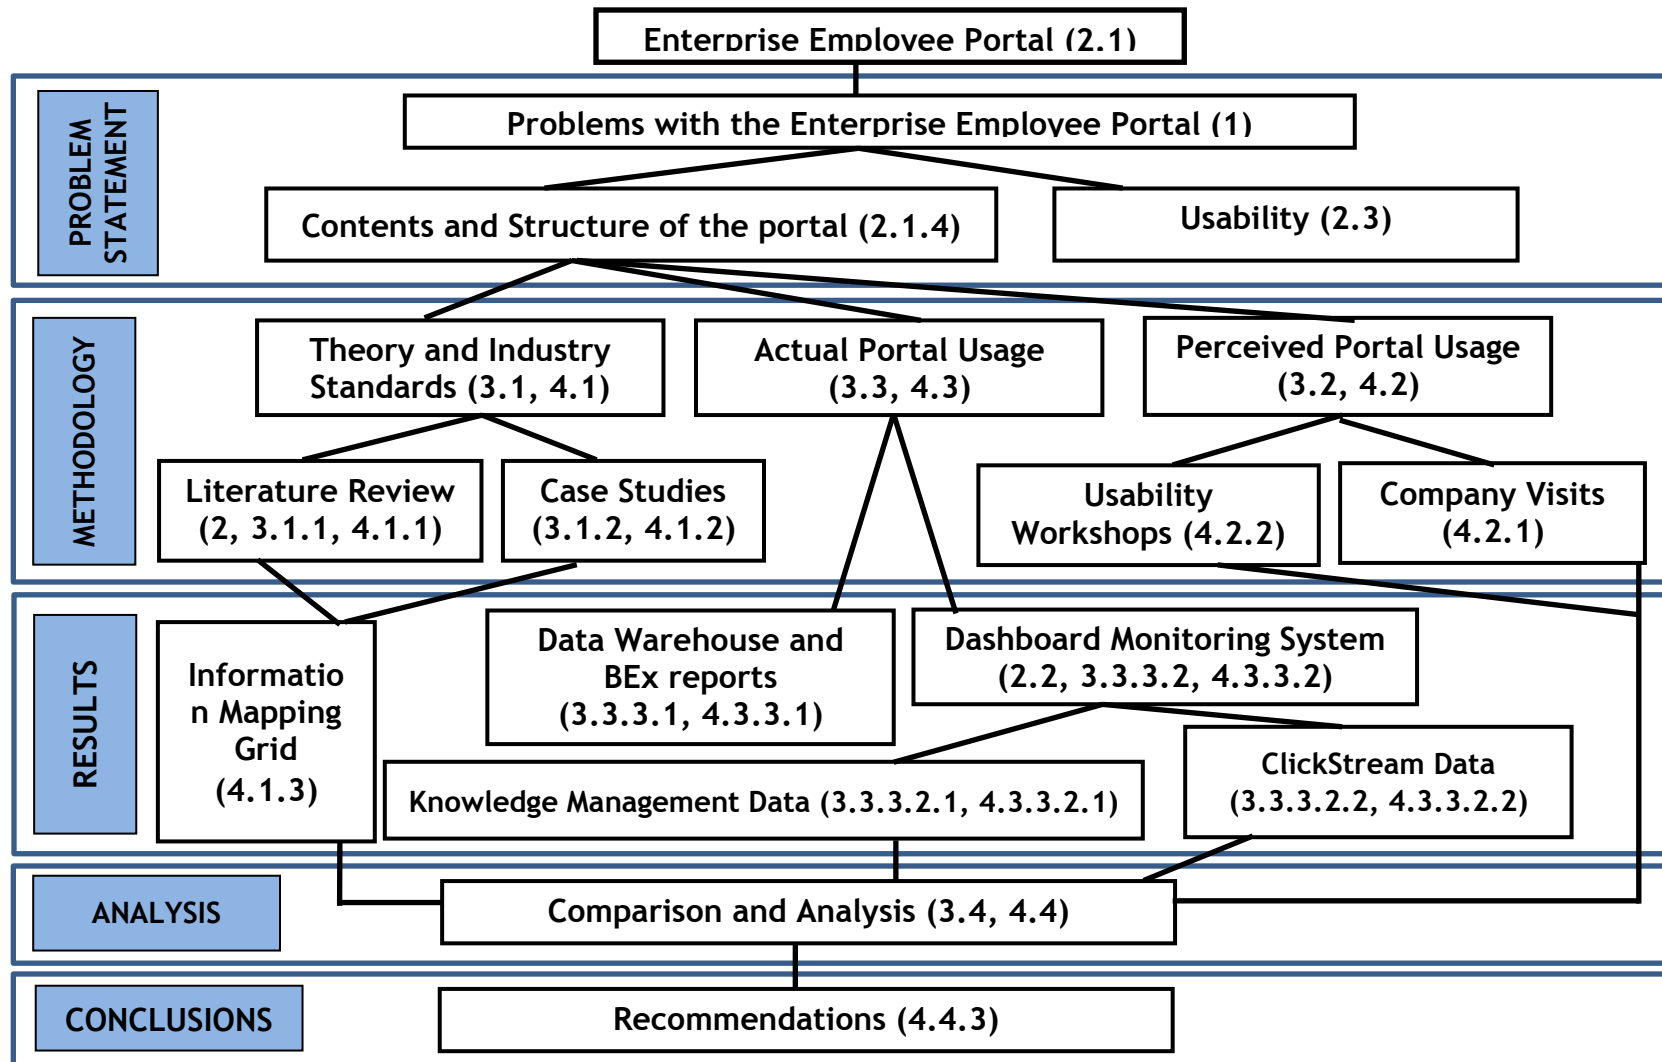 Enterprise Employee Portal (2.1)
PROBLEM
STATEMENT
Problems with the Enterprise Employee Portal (1)
Contents and Structure of the portal (2.1.4)
Usability (2.3)
METHODOLOGY
Theory and Industry
Standards (3.1, 4.1)
Actual Portal Usage
(3.3, 4.3)
Perceived Portal Usage
(3.2, 4.2)
Literature Review
(2, 3.1.1, 4.1.1)
Case Studies
(3.1.2, 4.1.2)
Usability
Workshops (4.2.2)
Company Visits
(4.2.1)
RESULTS
Informatio
n Mapping
Grid
(4.1.3)
Data Warehouse and
BEx reports
(3.3.3.1, 4.3.3.1)
Dashboard Monitoring System
(2.2, 3.3.3.2, 4.3.3.2)
Knowledge Management Data (3.3.3.2.1, 4.3.3.2.1)
ClickStream Data
(3.3.3.2.2, 4.3.3.2.2)
ANALYSIS
Comparison and Analysis (3.4, 4.4)
CONCLUSIONS
Recommendations (4.4.3)